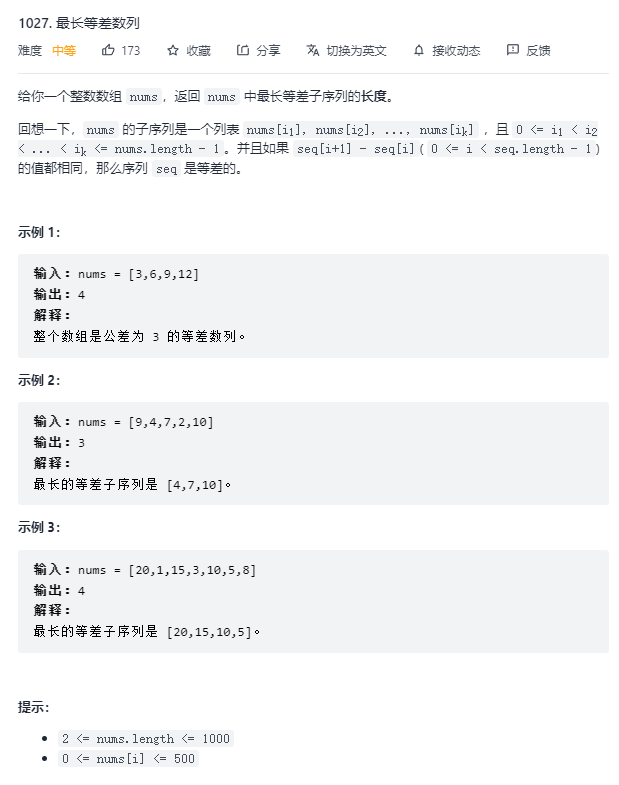 1027. 最长等差数列
难度 中等 173 收藏 分享 切换为英文 接收动态 反馈
给你一个整数数组 nums，返回 nums 中最长等差子序列的长度。
回想一下，nums 的子序列是一个列表 nums[i₁], nums[i₂], ..., nums[iₖ] ，且 0 <= i₁ < i₂
< ... < iₖ <= nums.length - 1。并且如果 seq[i+1] - seq[i]( 0 <= i < seq.length - 1)
的值都相同，那么序列 seq 是等差的。
示例 1：
输入：nums = [3,6,9,12]
输出：4
解释：
整个数组是公差为 3 的等差数列。
示例 2：
输入：nums = [9,4,7,2,10]
输出：3
解释：
最长的等差子序列是 [4,7,10]。
示例 3：
输入：nums = [20,1,15,3,10,5,8]
输出：4
解释：
最长的等差子序列是 [20,15,10,5]。
提示：
• 2 <= nums.length <= 1000
• 0 <= nums[i] <= 500